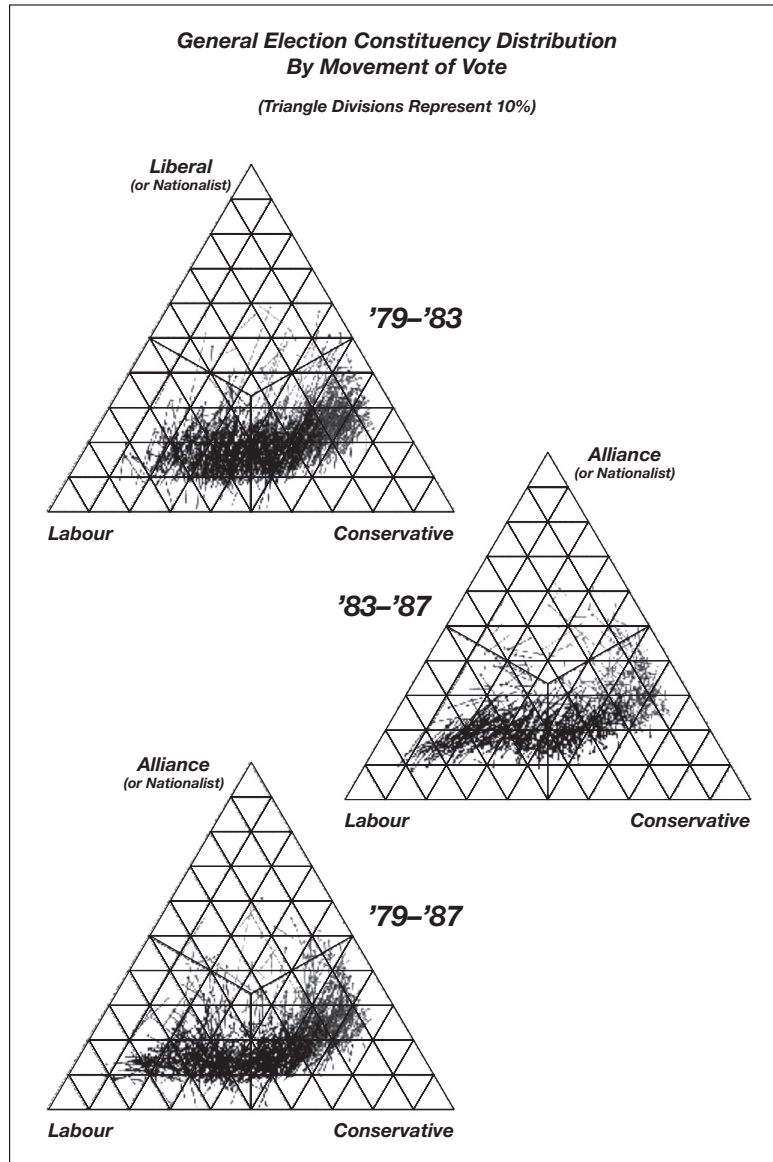 General Election Constituency Distribution
By Movement of Vote
(Triangle Divisions Represent 10%)
Liberal
(or Nationalist)
’79–’83
Labour
Conservative
Alliance
(or Nationalist)
’83–’87
Labour
Conservative
Alliance
(or Nationalist)
’79–’87
Labour
Conservative